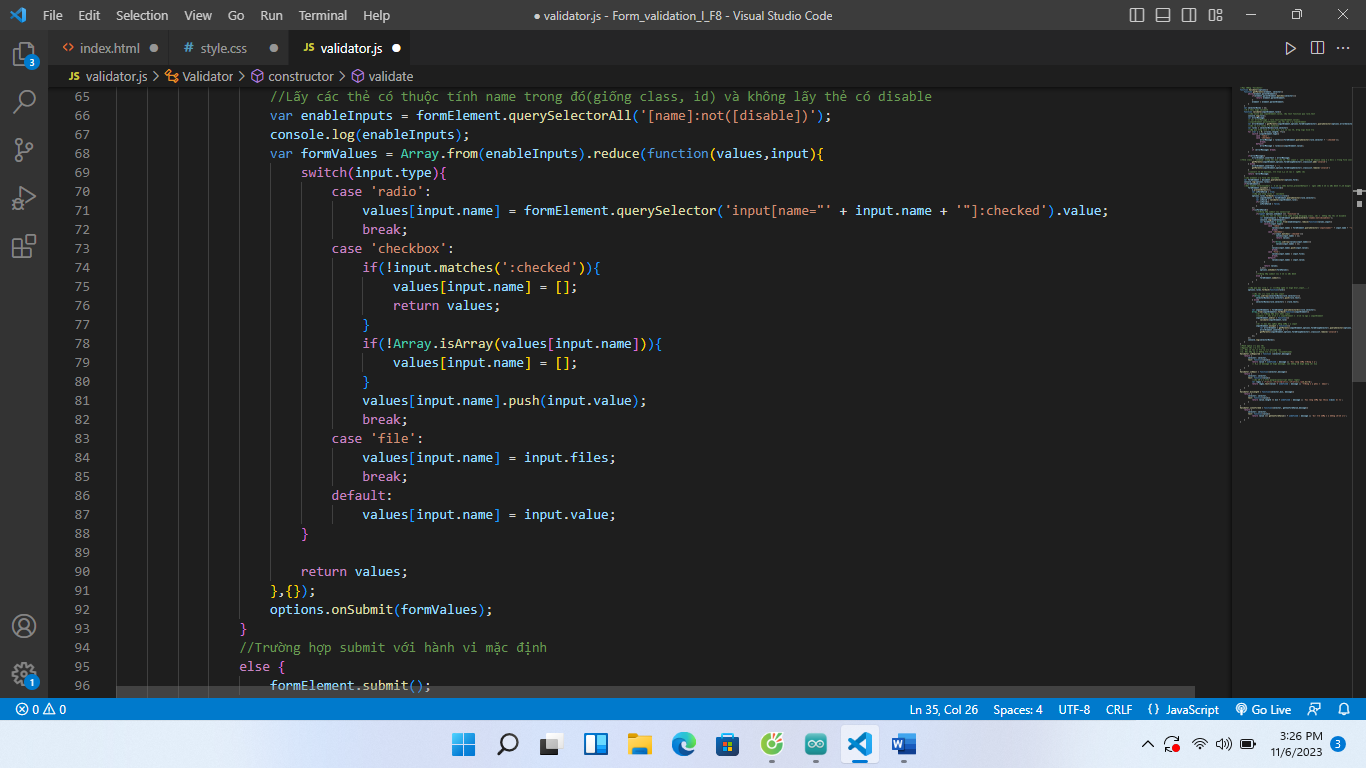 File Edit Selection View Go Run Terminal Help
● validator.js - Form_validation_I_F8 - Visual Studio Code
<> index.html ● # style.css ● JS validator.js ●
JS validator.js > Validator > constructor > validate
65 //Lấy các thẻ có thuộc tính name trong đó(giống class, id) và không lấy thẻ có disable
66 var enableInputs = formElement.querySelectorAll('[name]:not([disable])');
67 console.log(enableInputs);
68 var formValues = Array.from(enableInputs).reduce(function(values,input){
69 switch(input.type){
70 case 'radio':
71 values[input.name] = formElement.querySelector('input[name="' + input.name + '"]:checked').value;
72 break;
73 case 'checkbox':
74 if(!input.matches(':checked')){
75 values[input.name] = [];
76 return values;
77 }
78 if(!Array.isArray(values[input.name])){
79 values[input.name] = [];
80 }
81 values[input.name].push(input.value);
82 break;
83 case 'file':
84 values[input.name] = input.files;
85 break;
86 default:
87 values[input.name] = input.value;
88 }
89
90 return values;
91 },{});
92 options.onSubmit(formValues);
93 }
94 //Trường hợp submit với hành vi mặc định
95 else {
96 formElement.submit();
3
1
0 0
Ln 35, Col 26 Spaces: 4 UTF-8 CRLF {} JavaScript Go Live
3:26 PM
11/6/2023
3